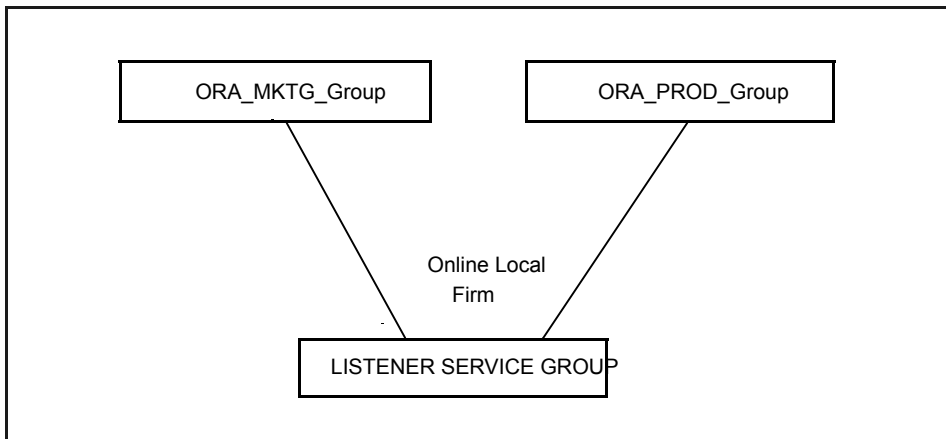 ORA_MKTG_Group
ORA_PROD_Group
Online Local
Firm
LISTENER SERVICE GROUP